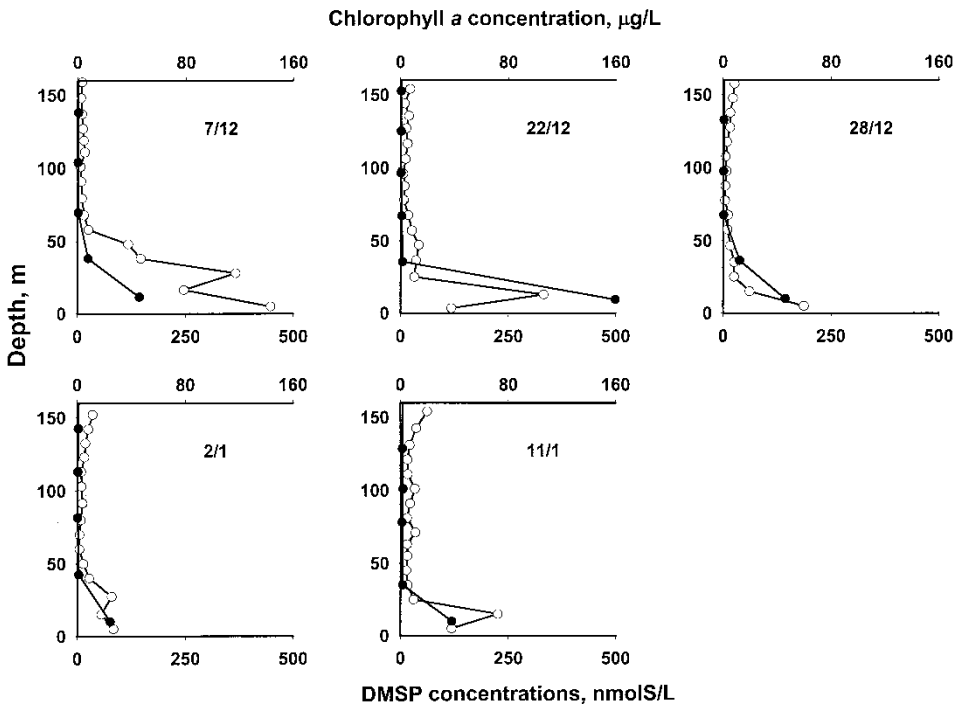 Chlorophyll a concentration, μg/L
0 80 160 0 80 160 0 80 160
150 150 150
7/12 22/12 28/12
100 100 100
50 50 50
0 0 0
0 250 500 0 250 500 0 250 500
Depth, m
0 80 160 0 80 160
150 150
2/1 11/1
100 100
50 50
0 0
0 250 500 0 250 500
DMSP concentrations, nmolS/L